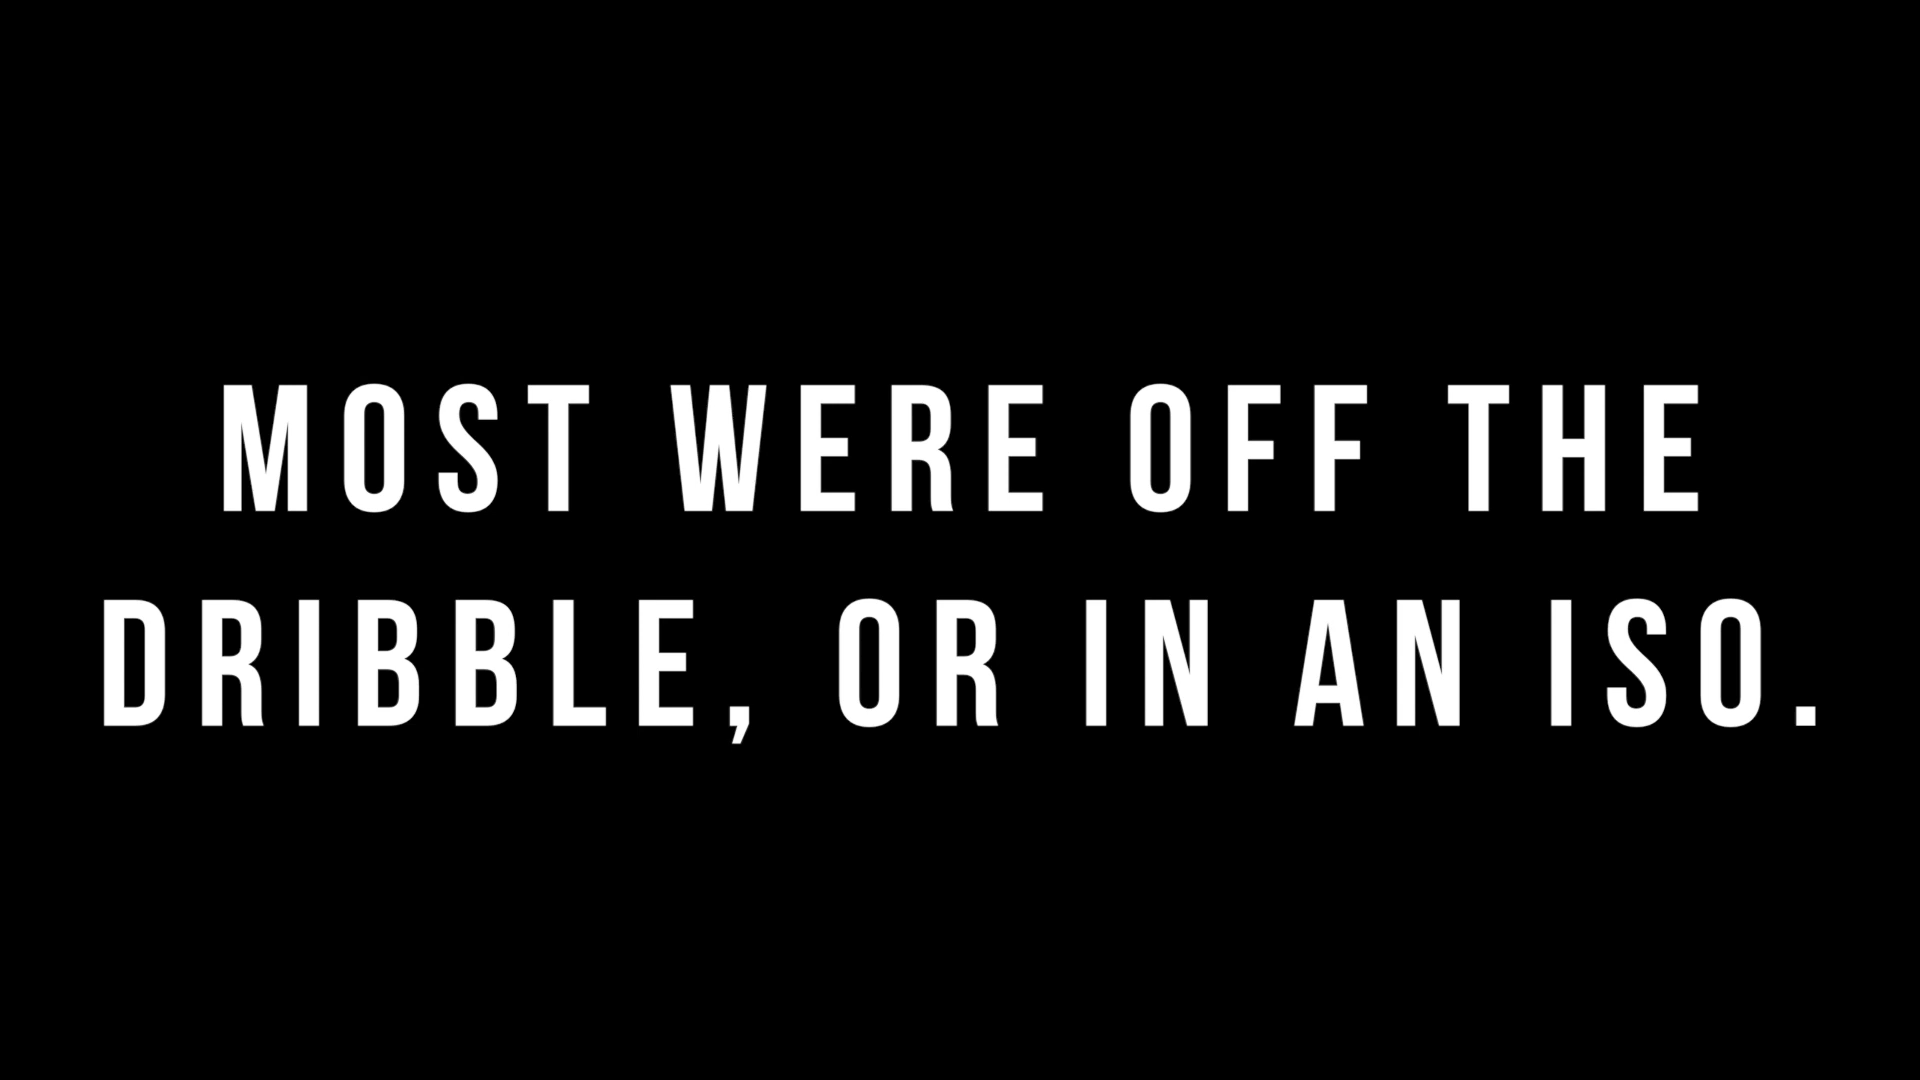 MOST WERE OFF THE
DRIBBLE, OR IN AN ISO.